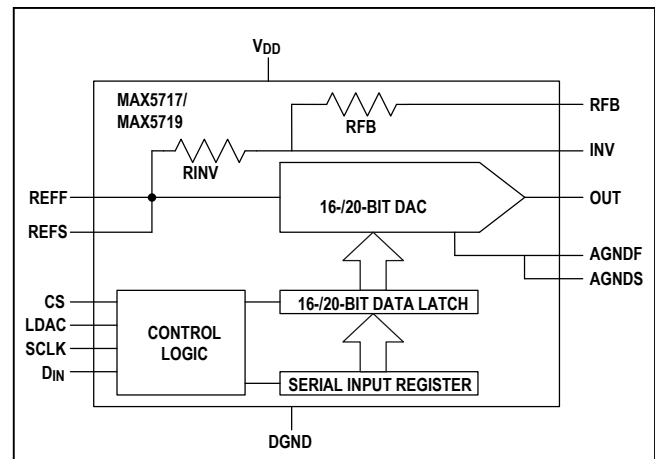 VDD
MAX5717/
MAX5719
RFB
RFB
INV
RINV
REFF
REFS
16-/20-BIT DAC
OUT
AGNDF
AGNDS
CS
LDAC
SCLK
DIN
CONTROL
LOGIC
16-/20-BIT DATA LATCH
SERIAL INPUT REGISTER
DGND